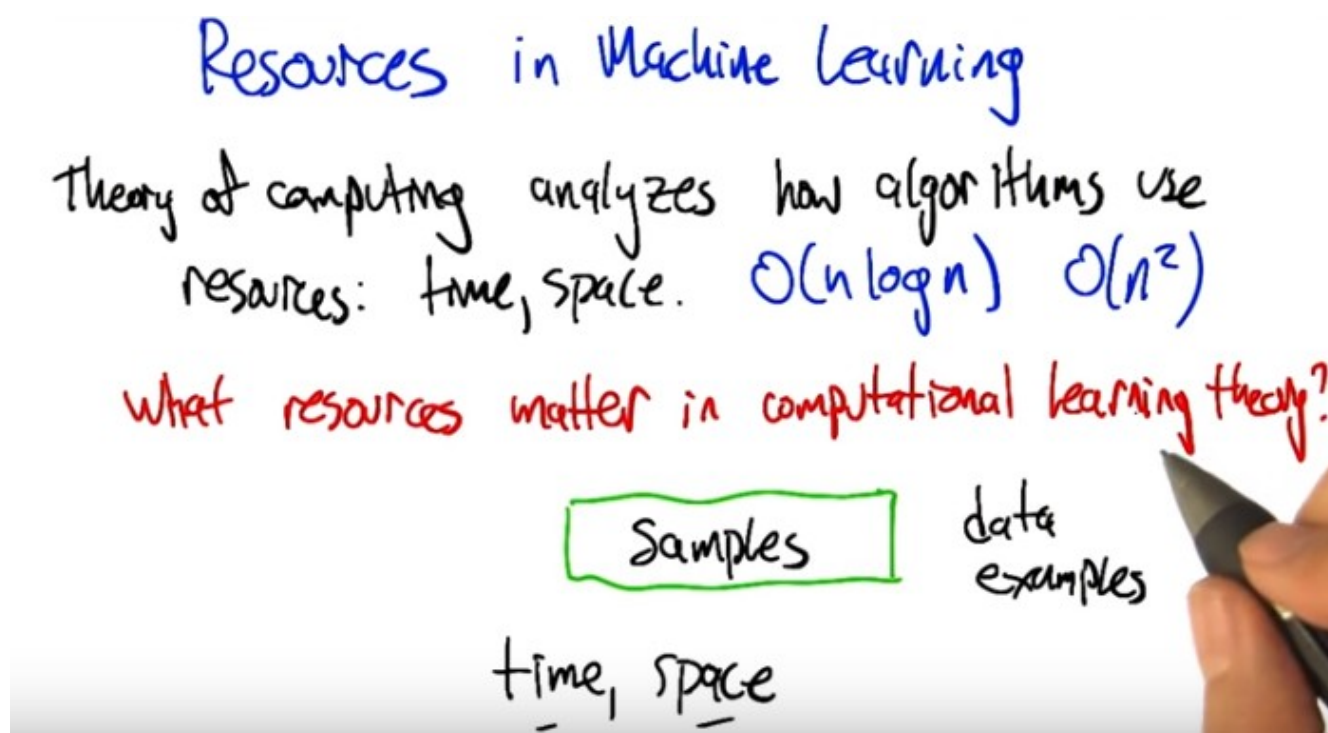 Resources in Machine Learning
Theory of computing analyzes how algorithms use
resources: time, space. O(n log n) O(n²)
What resources matter in computational learning theory?
Samples data
examples
time, space